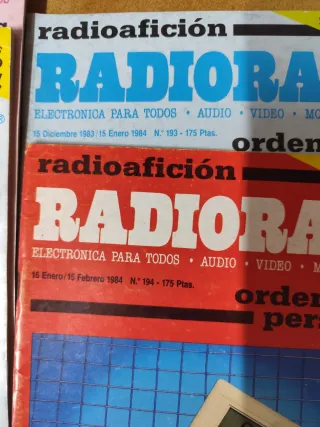 radioafición
RADIORA
ELECTRONICA PARA TODOS • AUDIO • VIDEO • MO
15 Diciembre 1983/15 Enero 1984 N.° 193 - 175 Ptas.
orden
radioafición
RADIORA
ELECTRONICA PARA TODOS • AUDIO • VIDEO • M
15 Enero/15 Febrero 1984 N.° 194 - 175 Ptas.
orden
pers